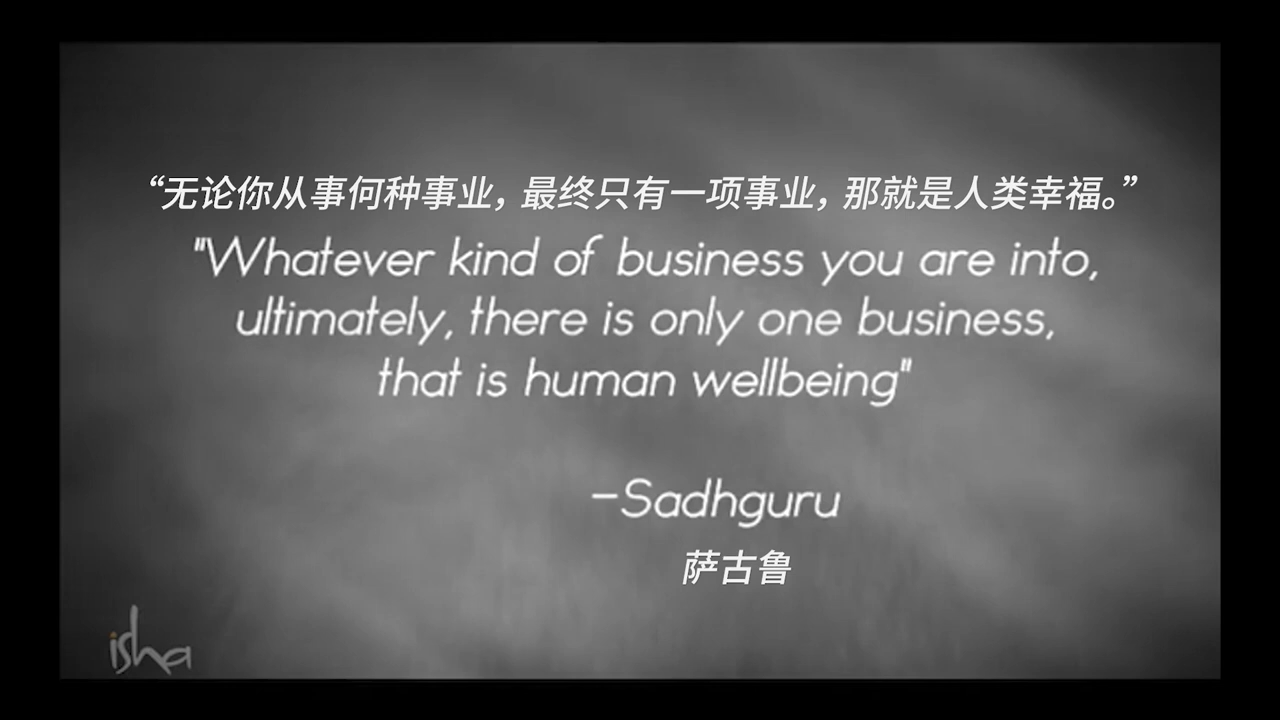 “无论你从事何种事业，最终只有一项事业，那就是人类幸福。”
"Whatever kind of business you are into,
ultimately, there is only one business,
that is human wellbeing"
-Sadhguru
萨古鲁
isha